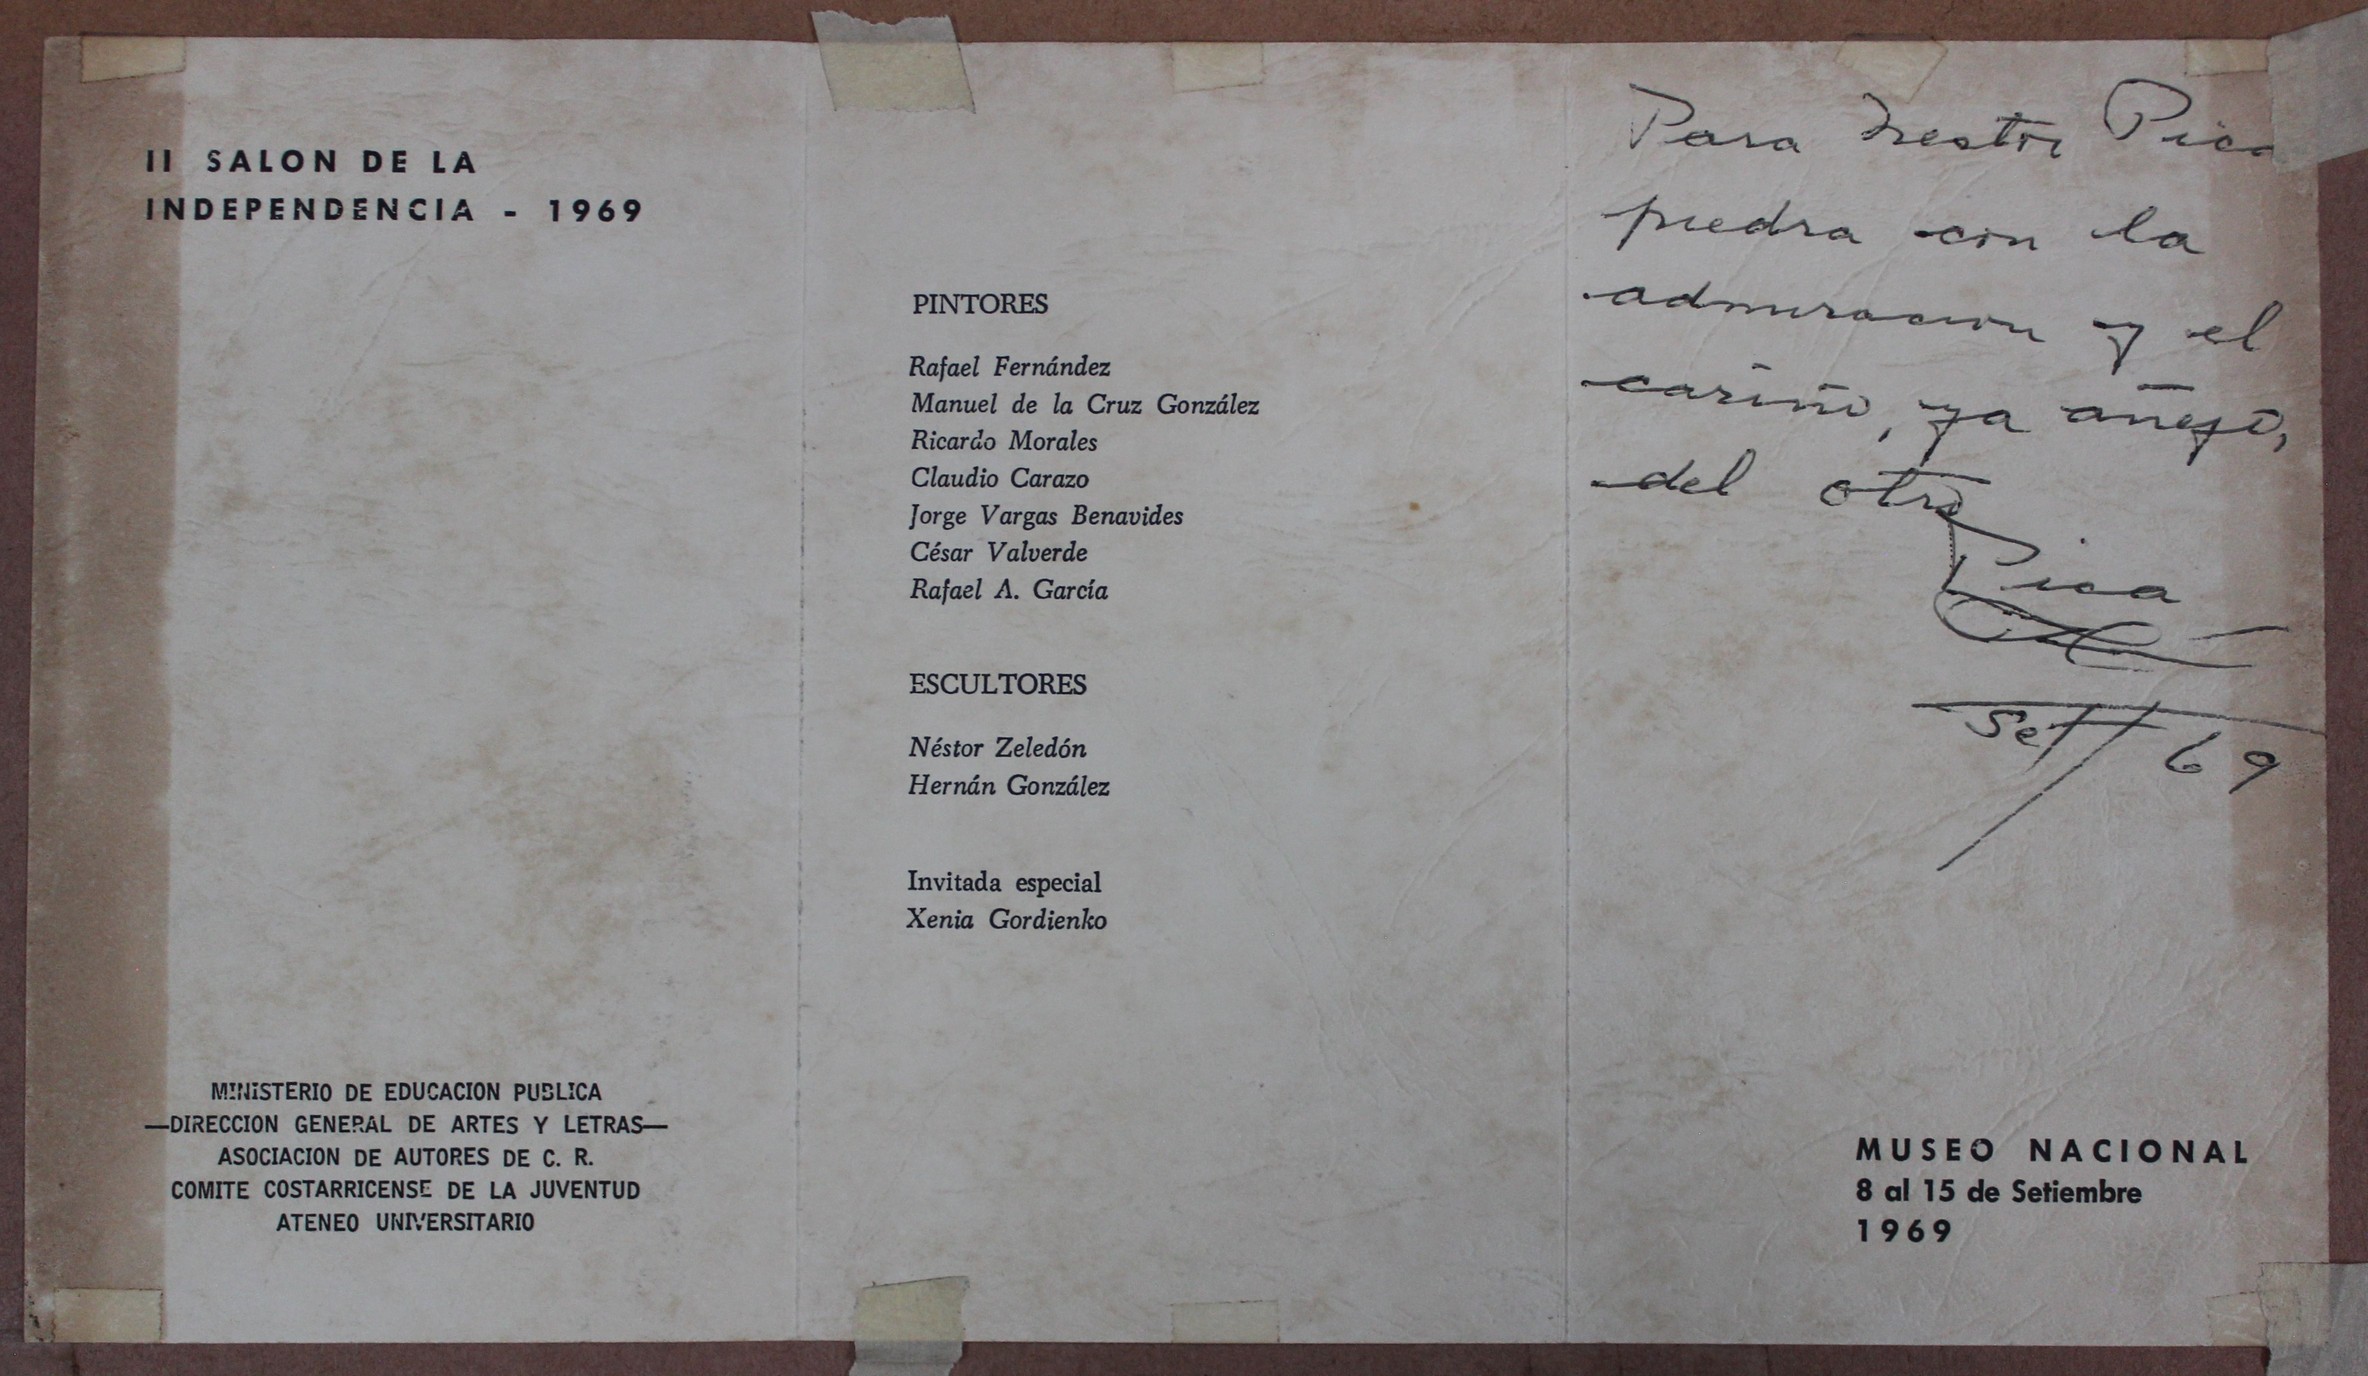 II SALON DE LA
INDEPENDENCIA - 1969
MINISTERIO DE EDUCACION PUBLICA
—DIRECCION GENERAL DE ARTES Y LETRAS—
ASOCIACION DE AUTORES DE C. R.
COMITE COSTARRICENSE DE LA JUVENTUD
ATENEO UNIVERSITARIO
PINTORES
Rafael Fernández
Manuel de la Cruz González
Ricardo Morales
Claudio Carazo
Jorge Vargas Benavides
César Valverde
Rafael A. García
ESCULTORES
Néstor Zeledón
Hernán González
Invitada especial
Xenia Gordienko
Para Nestor Pica
piedra con la
admiracion y el
cariño, ya añejo,
del otro
Pica
Set/69
MUSEO NACIONAL
8 al 15 de Setiembre
1969